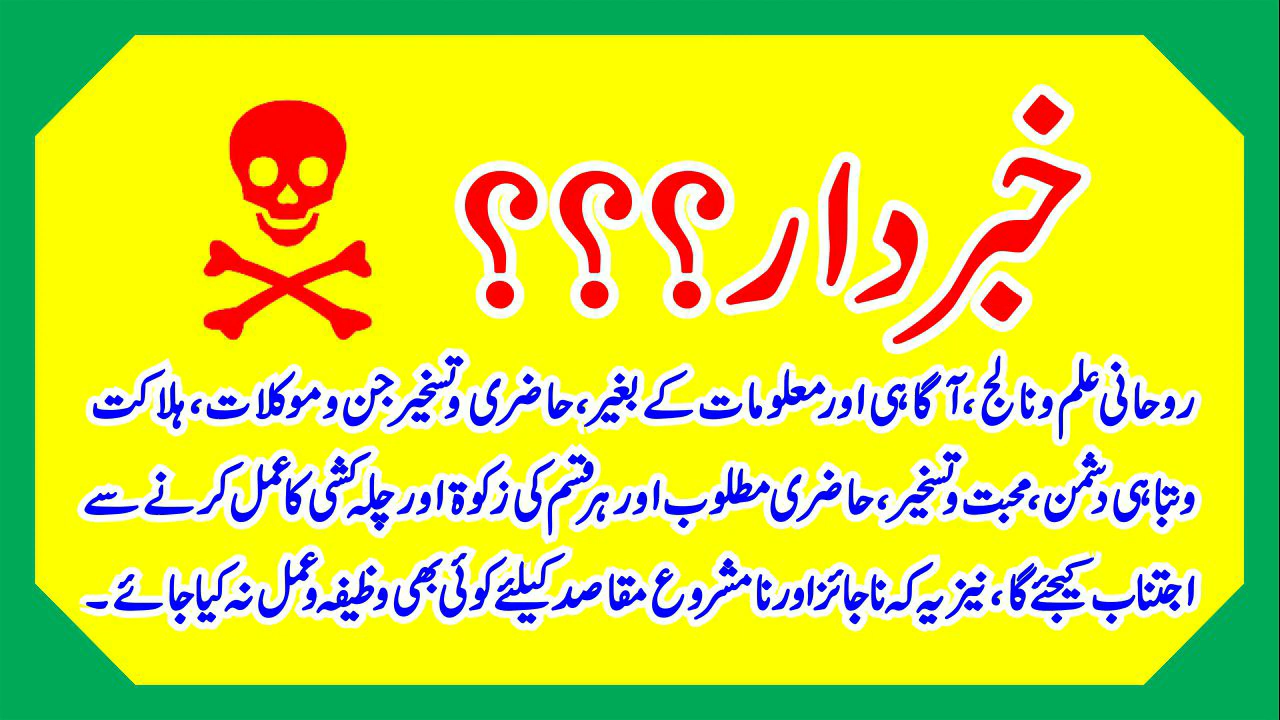 خبردار؟؟؟
روحانی علم و نالج، آگاہی اور معلومات کے بغیر، حاضری و تسخیر جن و موکلات، ہلاکت
وتباہی دشمن، محبت و تسخیر، حاضری مطلوب اور ہر قسم کی زکوۃ اور چلہ کشی کا عمل کرنے سے
اجتناب کیجئے گا، نیز یہ کہ ناجائز اور نامشروع مقاصد کیلئے کوئی بھی وظیفہ و عمل نہ کیا جائے۔